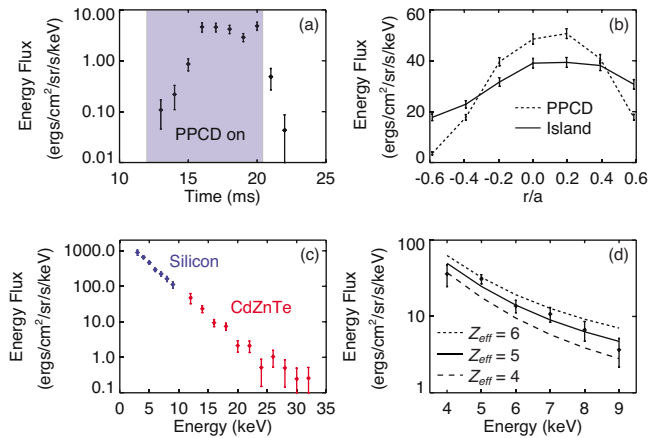 (a)
Energy Flux
(ergs/cm²/sr/s/keV)
10.00
1.00
0.10
0.01
PPCD on
10 15 20 25
Time (ms)
(b)
Energy Flux
(ergs/cm²/sr/s/keV)
60
40
20
0
PPCD
Island
-0.6 -0.4 -0.2 0.0 0.2 0.4 0.6
r/a
(c)
Energy Flux
(ergs/cm²/sr/s/keV)
1000.0
100.0
10.0
1.0
0.1
Silicon
CdZnTe
0 5 10 15 20 25 30 35
Energy (keV)
(d)
Energy Flux
(ergs/cm²/sr/s/keV)
100
10
1
Zeff = 6
Zeff = 5
Zeff = 4
4 5 6 7 8 9
Energy (keV)